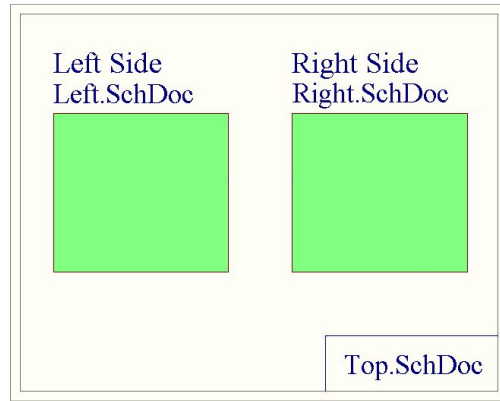 Left Side
Left.SchDoc
Right Side
Right.SchDoc
Top.SchDoc